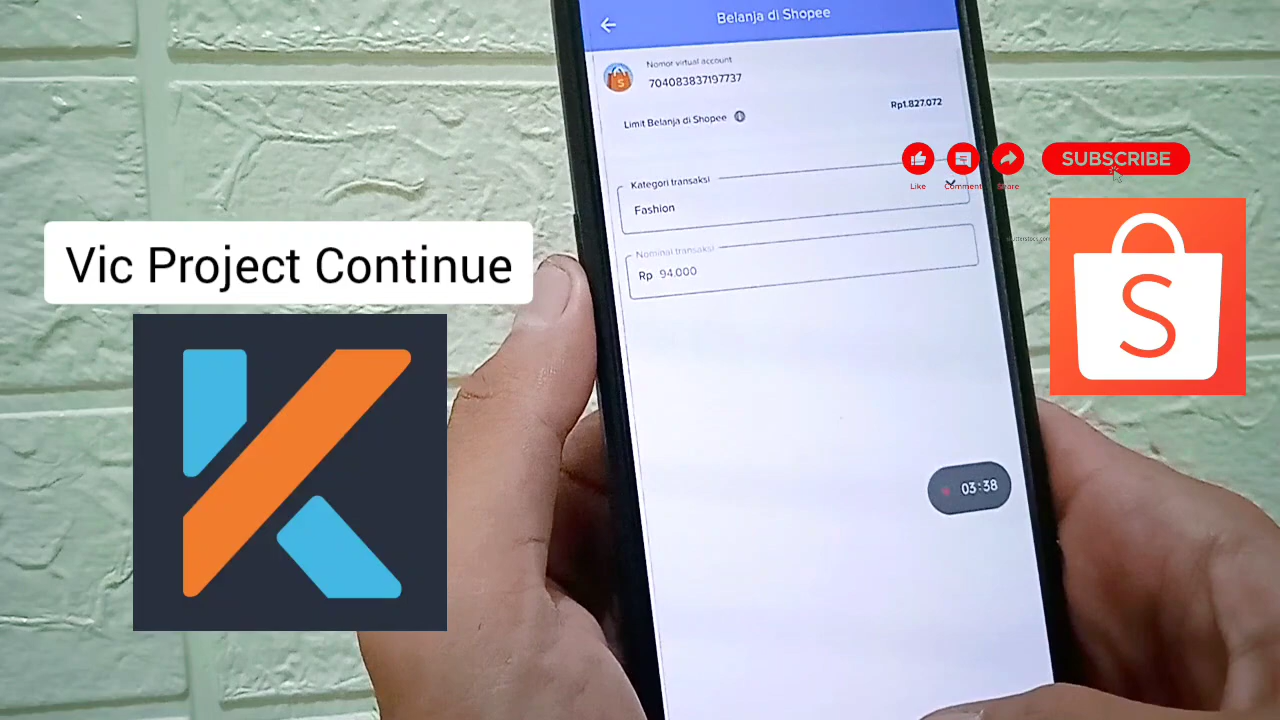 Belanja di Shopee
Nomor virtual account
704083837197737
Limit Belanja di Shopee
Rp1.827.072
Kategori transaksi
Fashion
Nominal transaksi
Rp 94.000
03:38
Vic Project Continue
Like
Comment
Share
SUBSCRIBE
S